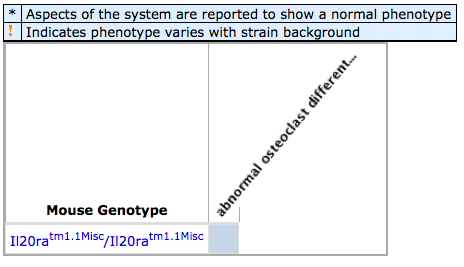 * Aspects of the system are reported to show a normal phenotype
! Indicates phenotype varies with strain background
abnormal osteoclast different...
Mouse Genotype
Il20ratm1.1Misc/Il20ratm1.1Misc